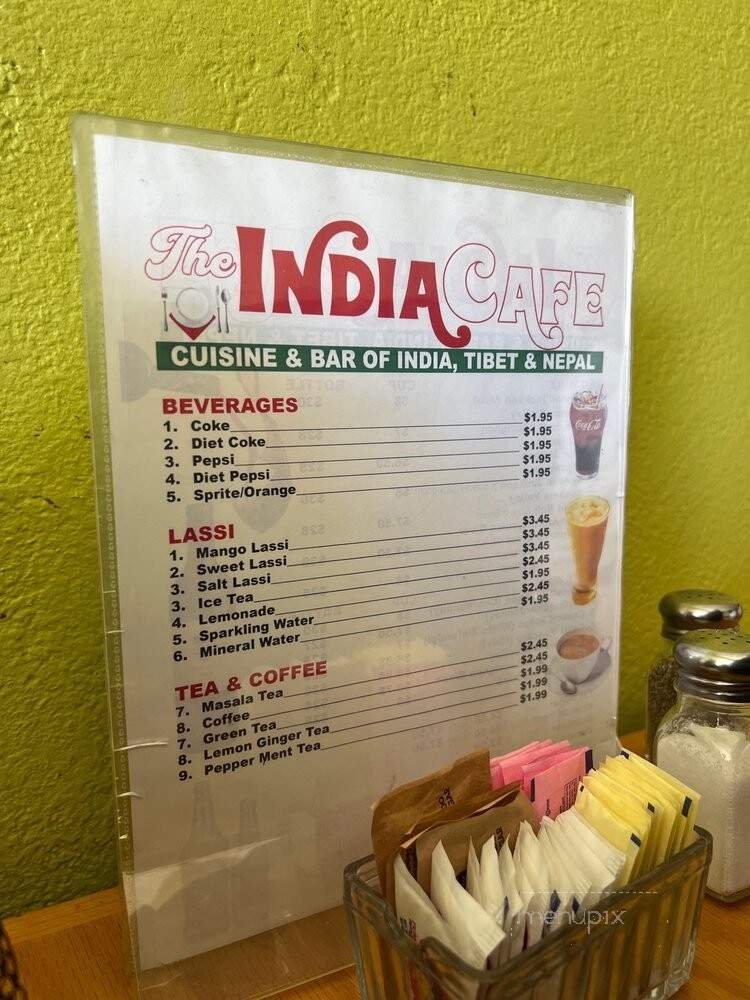 The INDIA CAFE
CUISINE & BAR OF INDIA, TIBET & NEPAL
BEVERAGES
1. Coke $1.95
2. Diet Coke $1.95
3. Pepsi $1.95
4. Diet Pepsi $1.95
5. Sprite/Orange $1.95
Coca-Cola
LASSI
1. Mango Lassi $3.45
2. Sweet Lassi $3.45
3. Salt Lassi $3.45
3. Ice Tea $2.45
4. Lemonade $1.95
5. Sparkling Water $2.45
6. Mineral Water $1.95
TEA & COFFEE
7. Masala Tea $2.45
8. Coffee $2.45
7. Green Tea $1.99
8. Lemon Ginger Tea $1.99
9. Pepper Ment Tea $1.99
menupix